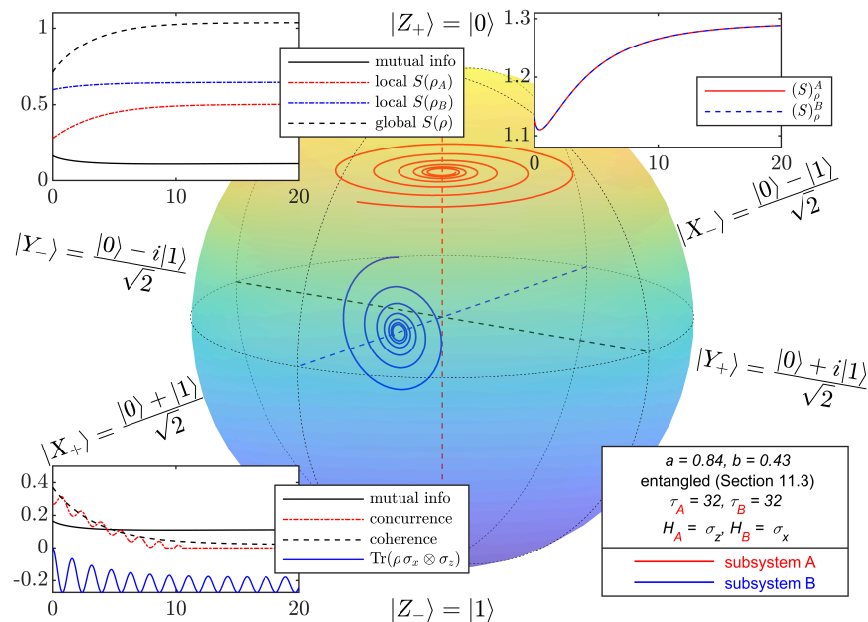 |Z₊⟩ = |0⟩
1
0.5
0
0 10 20
mutual info
local S(ρ_A)
local S(ρ_B)
global S(ρ)
1.3
1.2
1.1
0 10 20
(S)ᴬ_ρ
(S)ᴮ_ρ
|X₋⟩ = |0⟩ − |1⟩ / √2
|Y₋⟩ = |0⟩ − i|1⟩ / √2
|Y₊⟩ = |0⟩ + i|1⟩ / √2
|X₊⟩ = |0⟩ + |1⟩ / √2
0.4
0.2
0
-0.2
0 10 20
mutual info
concurrence
coherence
Tr(ρ σ_x ⊗ σ_z)
|Z₋⟩ = |1⟩
a = 0.84, b = 0.43
entangled (Section 11.3)
τ_A = 32, τ_B = 32
H_A = σ_z, H_B = σ_x
subsystem A
subsystem B